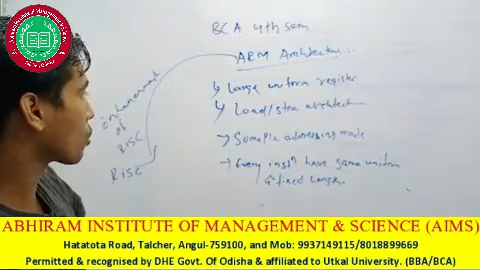 BCA 4th sem
ARM Architecture :-
↳ Large uniform register
↳ Load/store architect
→ Simple addressing mode
→ Every instⁿ have same uniform
& fixed length
Enhancement
of
RISC
RISC
ABHIRAM INSTITUTE OF MANAGEMENT & SCIENCE (AIMS)
Hatatota Road, Talcher, Angul-759100, and Mob: 9937149115/8018899669
Permitted & recognised by DHE Govt. Of Odisha & affiliated to Utkal University. (BBA/BCA)